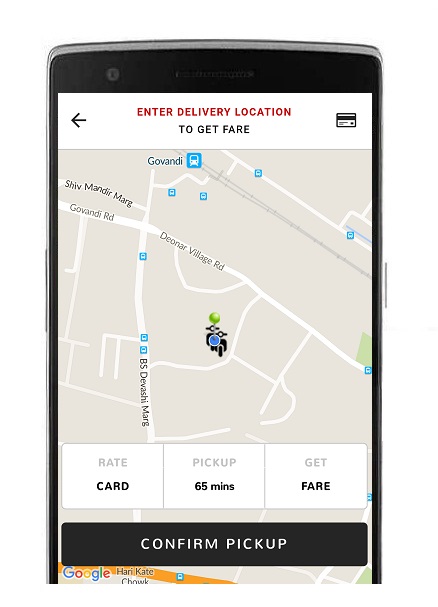 ENTER DELIVERY LOCATION
TO GET FARE
Govandi
Shiv Mandir Marg
Govandi Rd
Deonar Village Rd
BS Devashi Marg
RATE
PICKUP
GET
CARD
65 mins
FARE
CONFIRM PICKUP
Google
Hari Kate
Chowk